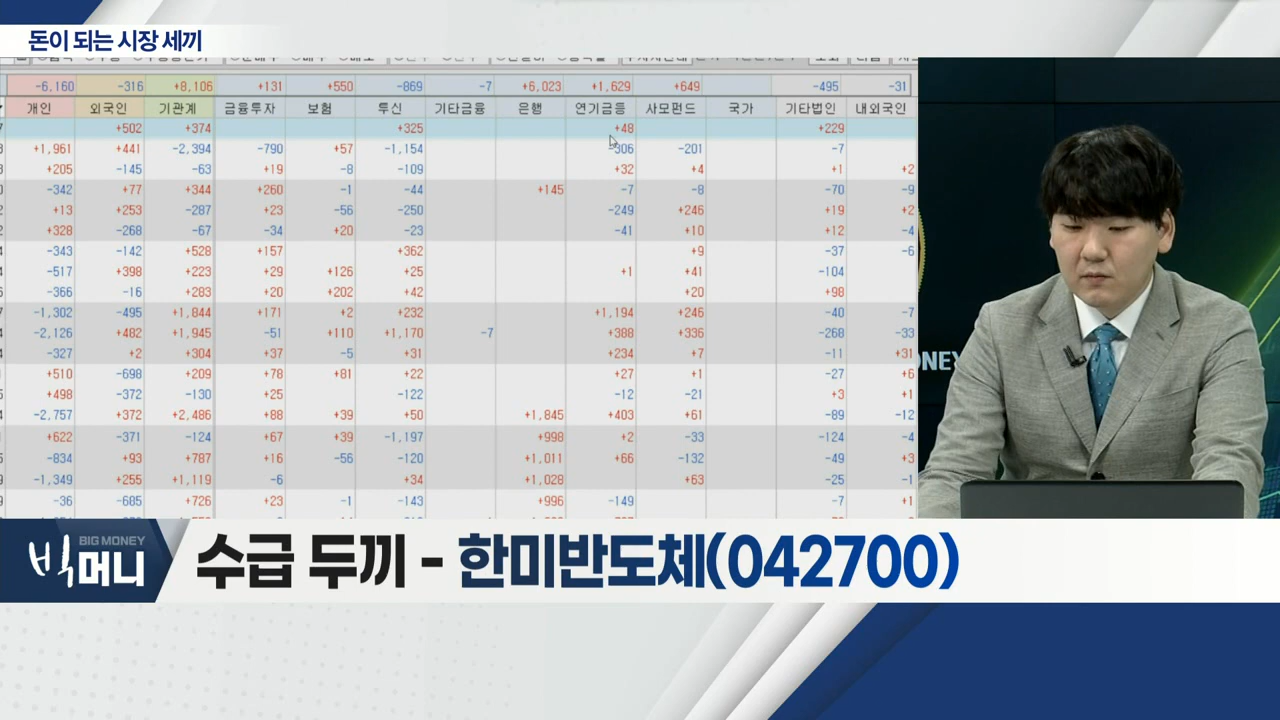 돈이 되는 시장 세끼
-6,160 -316 +8,106 +131 +550 -869 -7 +6,023 +1,629 +649 -495 -31
개인 외국인 기관계 금융투자 보험 투신 기타금융 은행 연기금등 사모펀드 국가 기타법인 내외국인
+502 +374 +325 +48 +229
+1,961 +441 -2,394 -790 +57 -1,154 -306 -201 -7
+205 -145 -63 +19 -8 -109 +32 +4 +1 +2
-342 +77 +344 +260 -1 -44 +145 -7 -8 -70 -9
+13 +253 -287 +23 -56 -250 -249 +246 +19 +2
+328 -268 -67 -34 +20 -23 -41 +10 +12 -4
-343 -142 +528 +157 +362 +9 -37 -6
-517 +398 +223 +29 +126 +25 +1 +41 -104
-366 -16 +283 +20 +202 +42 +20 +98
-1,302 -495 +1,844 +171 +2 +232 +1,194 +246 -40 -7
-2,126 +482 +1,945 -51 +110 +1,170 -7 +388 +336 -268 -33
-327 +2 +304 +37 -5 +31 +234 +7 -11 +31
+510 -698 +209 +78 +81 +22 +27 +1 -27 +6
+498 -372 -130 +25 -122 -12 -21 +3 +1
-2,757 +372 +2,486 +88 +39 +50 +1,845 +403 +61 -89 -12
+622 -371 -124 +67 +39 -1,197 +998 +2 -33 -124 -4
-834 +93 +787 +16 -56 -120 +1,011 +66 -132 -49 +3
-1,349 +255 +1,119 -6 +34 +1,028 +63 -25 -1
-36 -685 +726 +23 -1 -143 +996 -149 -7 +1
BIG MONEY
빅머니
수급 두끼 - 한미반도체(042700)